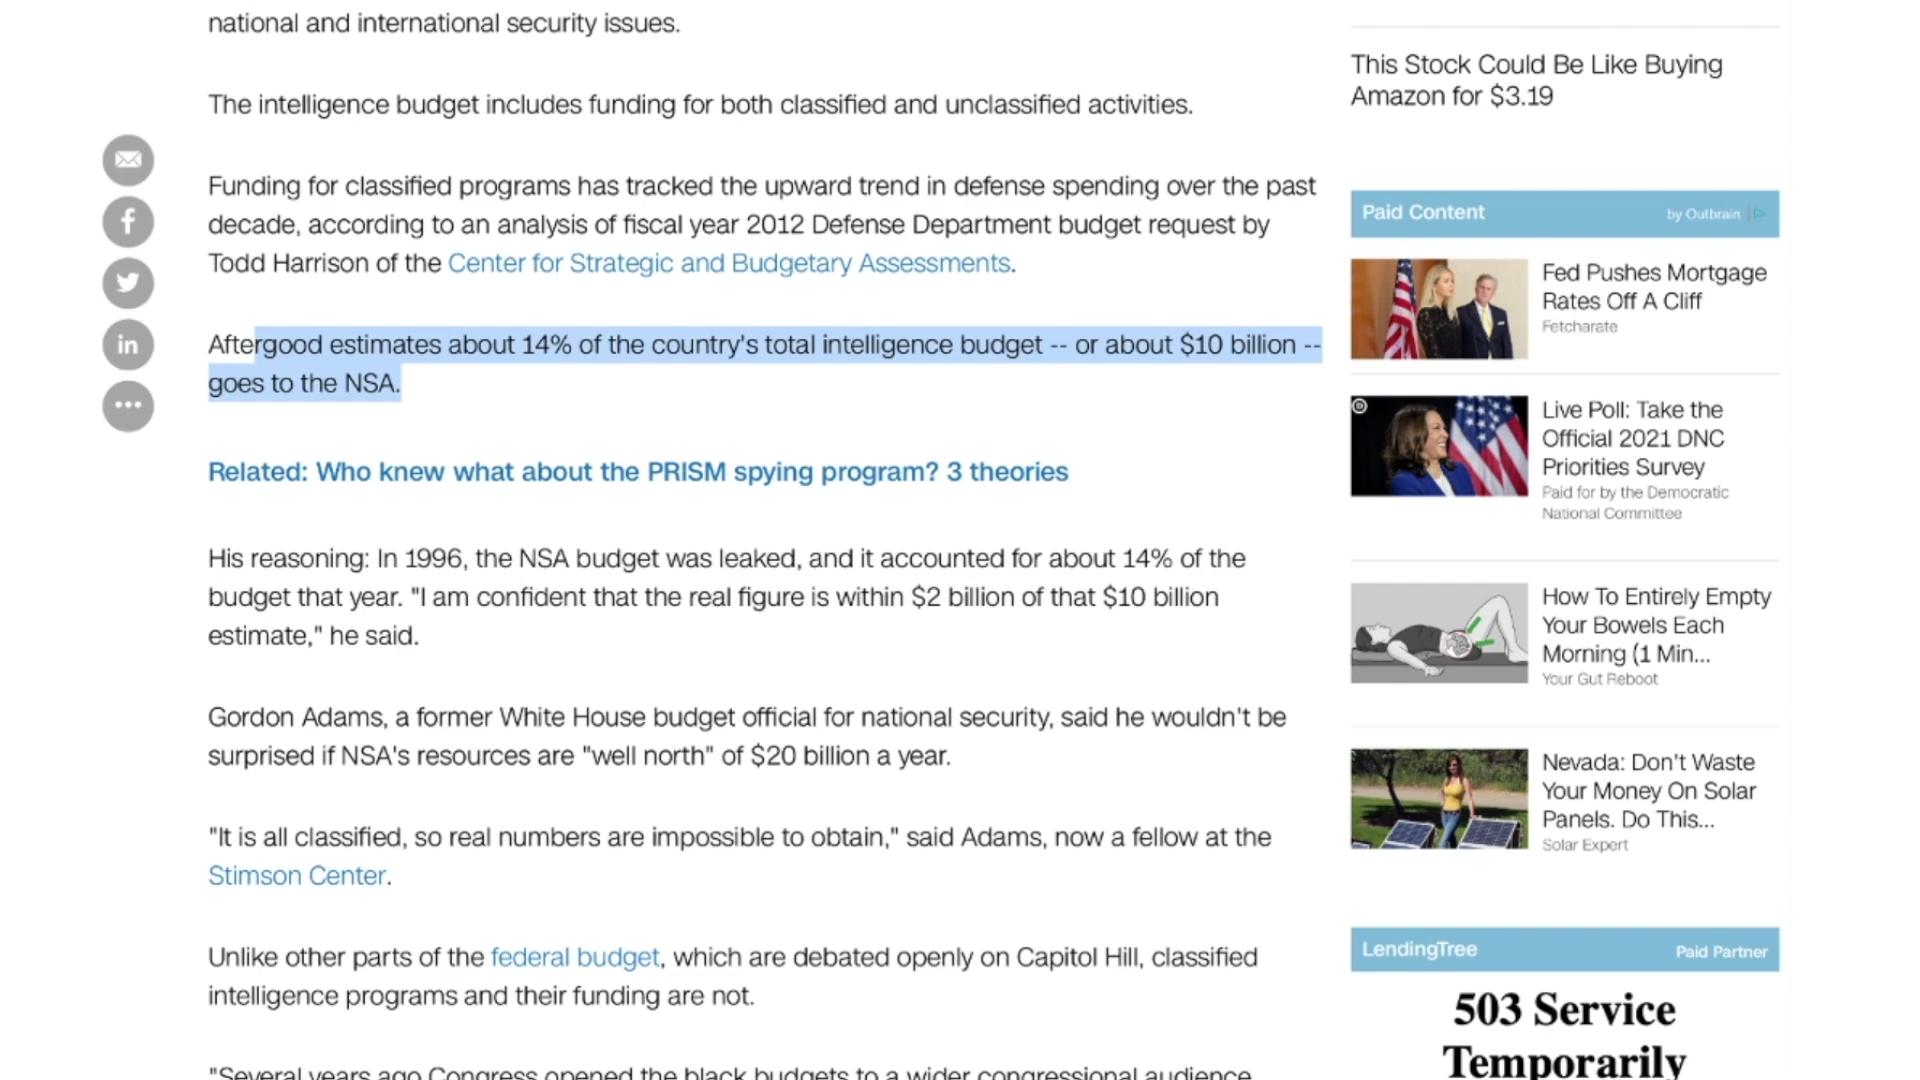 national and international security issues.
The intelligence budget includes funding for both classified and unclassified activities.
Funding for classified programs has tracked the upward trend in defense spending over the past
decade, according to an analysis of fiscal year 2012 Defense Department budget request by
Todd Harrison of the Center for Strategic and Budgetary Assessments.
Aftergood estimates about 14% of the country's total intelligence budget -- or about $10 billion --
goes to the NSA.
Related: Who knew what about the PRISM spying program? 3 theories
His reasoning: In 1996, the NSA budget was leaked, and it accounted for about 14% of the
budget that year. "I am confident that the real figure is within $2 billion of that $10 billion
estimate," he said.
Gordon Adams, a former White House budget official for national security, said he wouldn't be
surprised if NSA's resources are "well north" of $20 billion a year.
"It is all classified, so real numbers are impossible to obtain," said Adams, now a fellow at the
Stimson Center.
Unlike other parts of the federal budget, which are debated openly on Capitol Hill, classified
intelligence programs and their funding are not.
"Several years ago Congress opened the black budgets to a wider congressional audience
This Stock Could Be Like Buying
Amazon for $3.19
Paid Content
by Outbrain
Fed Pushes Mortgage
Rates Off A Cliff
Fetcharate
Live Poll: Take the
Official 2021 DNC
Priorities Survey
Paid for by the Democratic
National Committee
How To Entirely Empty
Your Bowels Each
Morning (1 Min...
Your Gut Reboot
Nevada: Don't Waste
Your Money On Solar
Panels. Do This...
Solar Expert
LendingTree
Paid Partner
503 Service
Temporarily